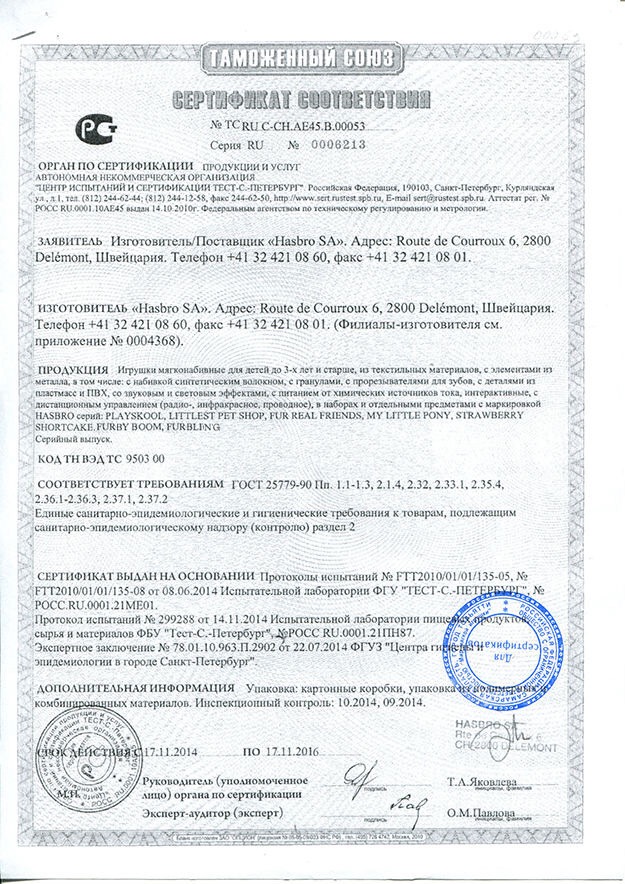 ТАМОЖЕННЫЙ СОЮЗ
СЕРТИФИКАТ СООТВЕТСТВИЯ
№ ТС RU C-CH.AE45.B.00053
Серия RU № 0006213
ОРГАН ПО СЕРТИФИКАЦИИ ПРОДУКЦИИ И УСЛУГ
АВТОНОМНАЯ НЕКОММЕРЧЕСКАЯ ОРГАНИЗАЦИЯ
"ЦЕНТР ИСПЫТАНИЙ И СЕРТИФИКАЦИИ ТЕСТ-С.-ПЕТЕРБУРГ". Российская Федерация, 190103, Санкт-Петербург, Курляндская
ул., д.1, тел. (812) 244-62-44; (812) 244-12-58, факс 244-62-50, http://www.sert.rustest.spb.ru, E-mail sert@rustest.spb.ru. Аттестат рег. №
РОСС RU.0001.10АЕ45 выдан 14.10.2010г. Федеральным агентством по техническому регулированию и метрологии.
ЗАЯВИТЕЛЬ Изготовитель/Поставщик «Hasbro SA». Адрес: Route de Courroux 6, 2800
Delémont, Швейцария. Телефон +41 32 421 08 60, факс +41 32 421 08 01.
ИЗГОТОВИТЕЛЬ «Hasbro SA». Адрес: Route de Courroux 6, 2800 Delémont, Швейцария.
Телефон +41 32 421 08 60, факс +41 32 421 08 01. (Филиалы-изготовителя см.
приложение № 0004368).
ПРОДУКЦИЯ Игрушки мягконабивные для детей до 3-х лет и старше, из текстильных материалов, с элементами из
металла, в том числе: с набивкой синтетическим волокном, с гранулами, с прорезывателями для зубов, с деталями из
пластмасс и ПВХ, со звуковым и световым эффектами, с питанием от химических источников тока, интерактивные, с
дистанционным управлением (радио-, инфракрасное, проводное), в наборах и отдельными предметами с маркировкой
HASBRO серий: PLAYSKOOL, LITTLEST PET SHOP, FUR REAL FRIENDS, MY LITTLE PONY, STRAWBERRY
SHORTCAKE, FURBY BOOM, FURBLING
Серийный выпуск.
КОД ТН ВЭД ТС 9503 00
СООТВЕТСТВУЕТ ТРЕБОВАНИЯМ ГОСТ 25779-90 Пп. 1.1-1.3, 2.1.4, 2.32, 2.33.1, 2.35.4,
2.36.1-2.36.3, 2.37.1, 2.37.2
Единые санитарно-эпидемиологические и гигиенические требования к товарам, подлежащим
санитарно-эпидемиологическому надзору (контролю) раздел 2
СЕРТИФИКАТ ВЫДАН НА ОСНОВАНИИ Протоколы испытаний № FTT2010/01/01/135-05, №
FTT2010/01/01/135-08 от 08.06.2014 Испытательной лаборатории ФГУ "ТЕСТ-С.-ПЕТЕРБУРГ", №
РОСС.RU.0001.21МЕ01.
Протокол испытаний № 299288 от 14.11.2014 Испытательной лаборатории пищевых продуктов,
сырья и материалов ФБУ "Тест-С.-Петербург", №РОСС RU.0001.21ПН87.
Экспертное заключение № 78.01.10.963.П.2902 от 22.07.2014 ФГУЗ "Центра гигиены и
эпидемиологии в городе Санкт-Петербург".
Для
сертификатов
ДОПОЛНИТЕЛЬНАЯ ИНФОРМАЦИЯ Упаковка: картонные коробки, упаковка из полимерных и
комбинированных материалов. Инспекционный контроль: 10.2014, 09.2014.
HASBRO SA
Rte de 6
CH 2800 DELEMONT
СРОК ДЕЙСТВИЯ С 17.11.2014 ПО 17.11.2016
М.П.
Руководитель (уполномоченное
лицо) органа по сертификации
подпись
Т.А.Яковлева
инициалы, фамилия
Эксперт-аудитор (эксперт)
подпись
О.М.Павлова
инициалы, фамилия